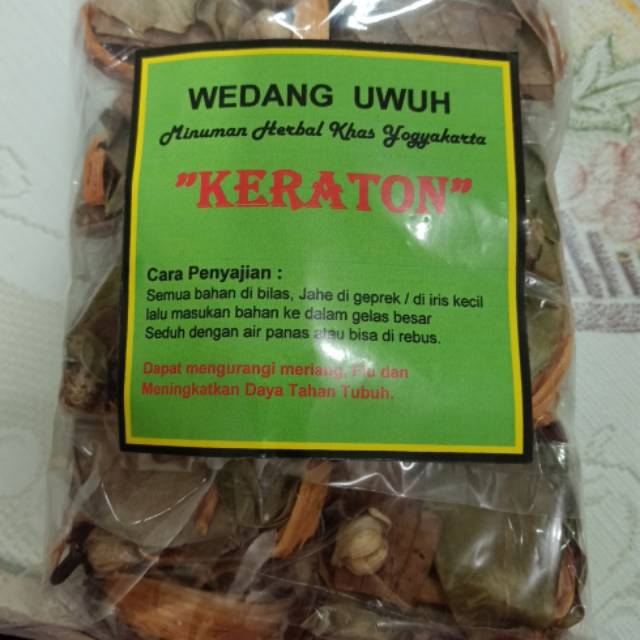 WEDANG UWUH
Minuman Herbal Khas Yogyakarta
"KERATON"
Cara Penyajian :
Semua bahan di bilas, Jahe di geprek / di iris kecil
lalu masukan bahan ke dalam gelas besar
Seduh dengan air panas atau bisa di rebus.
Dapat mengurangi meriang, Flu dan
Meningkatkan Daya Tahan Tubuh.